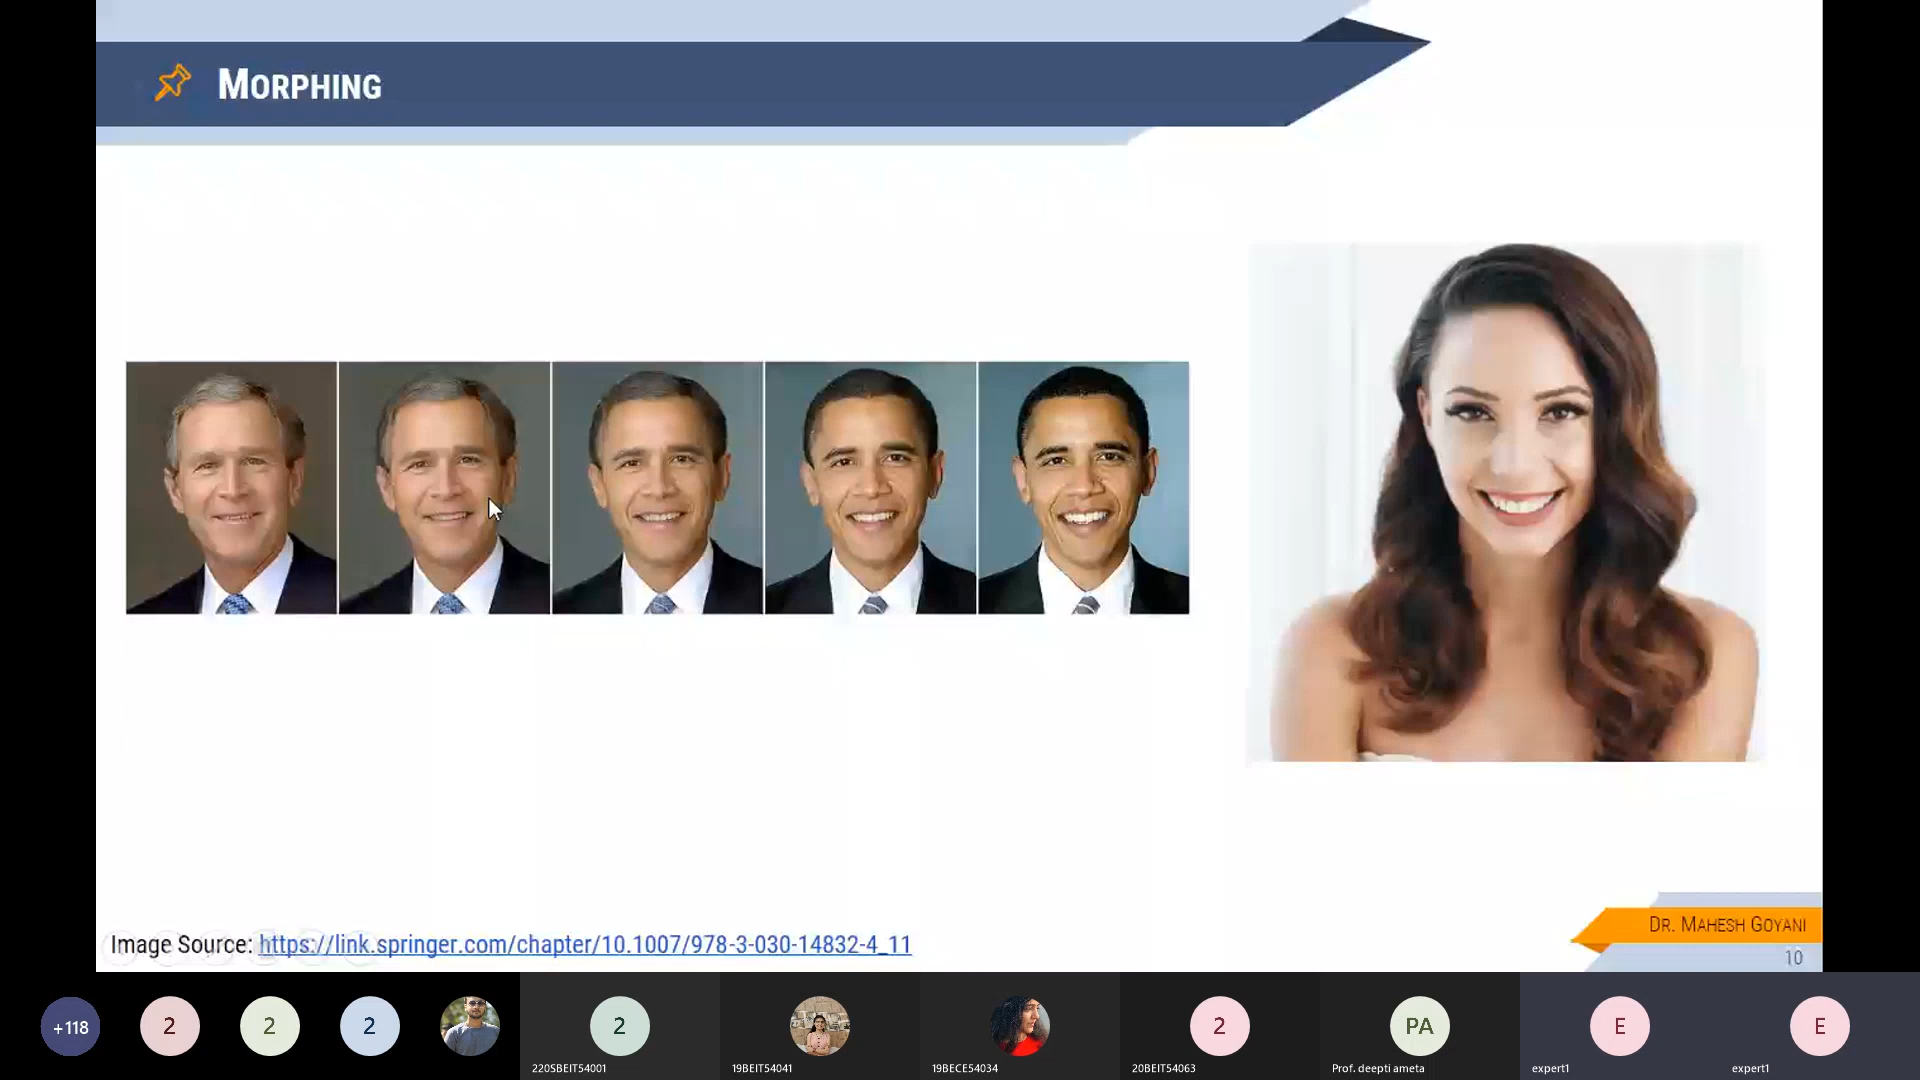 MORPHING
Image Source: https://link.springer.com/chapter/10.1007/978-3-030-14832-4_11
DR. MAHESH GOYANI
10
+118
2
2
2
2
2
PA
E
E
220SBEIT54001
19BEIT54041
19BECE54034
20BEIT54063
Prof. deepti ameta
expert1
expert1